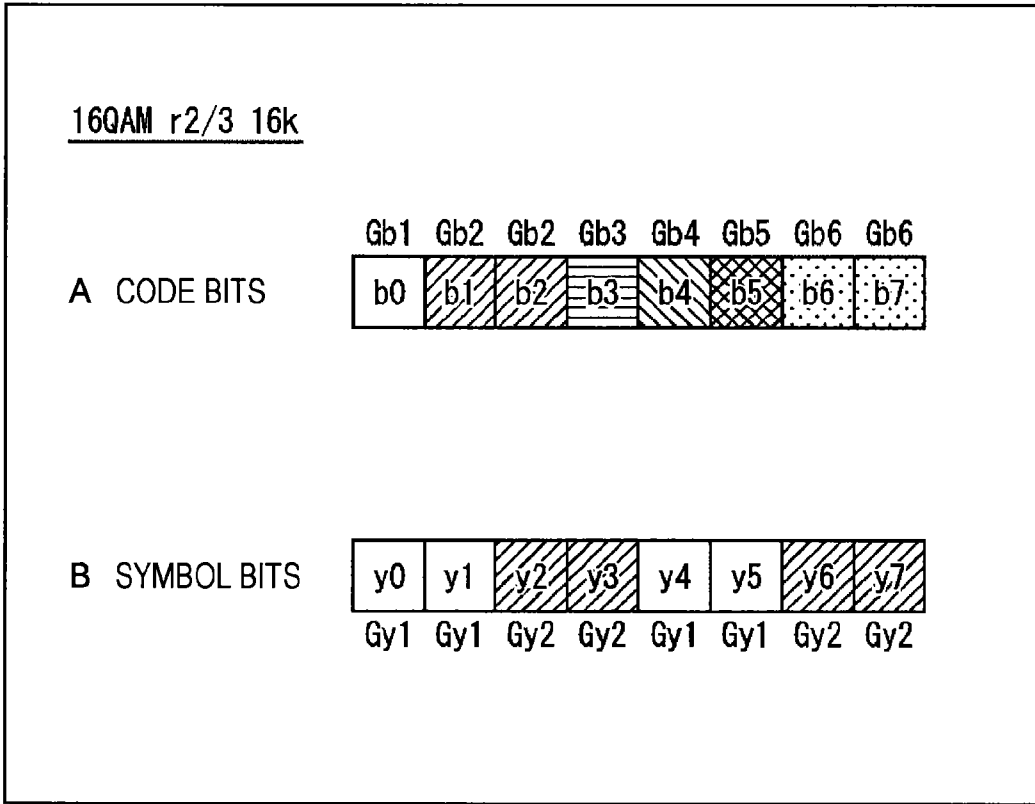 16QAM r2/3 16k
Gb1 Gb2 Gb2 Gb3 Gb4 Gb5 Gb6 Gb6
A CODE BITS b0 b1 b2 b3 b4 b5 b6 b7
B SYMBOL BITS y0 y1 y2 y3 y4 y5 y6 y7
Gy1 Gy1 Gy2 Gy2 Gy1 Gy1 Gy2 Gy2